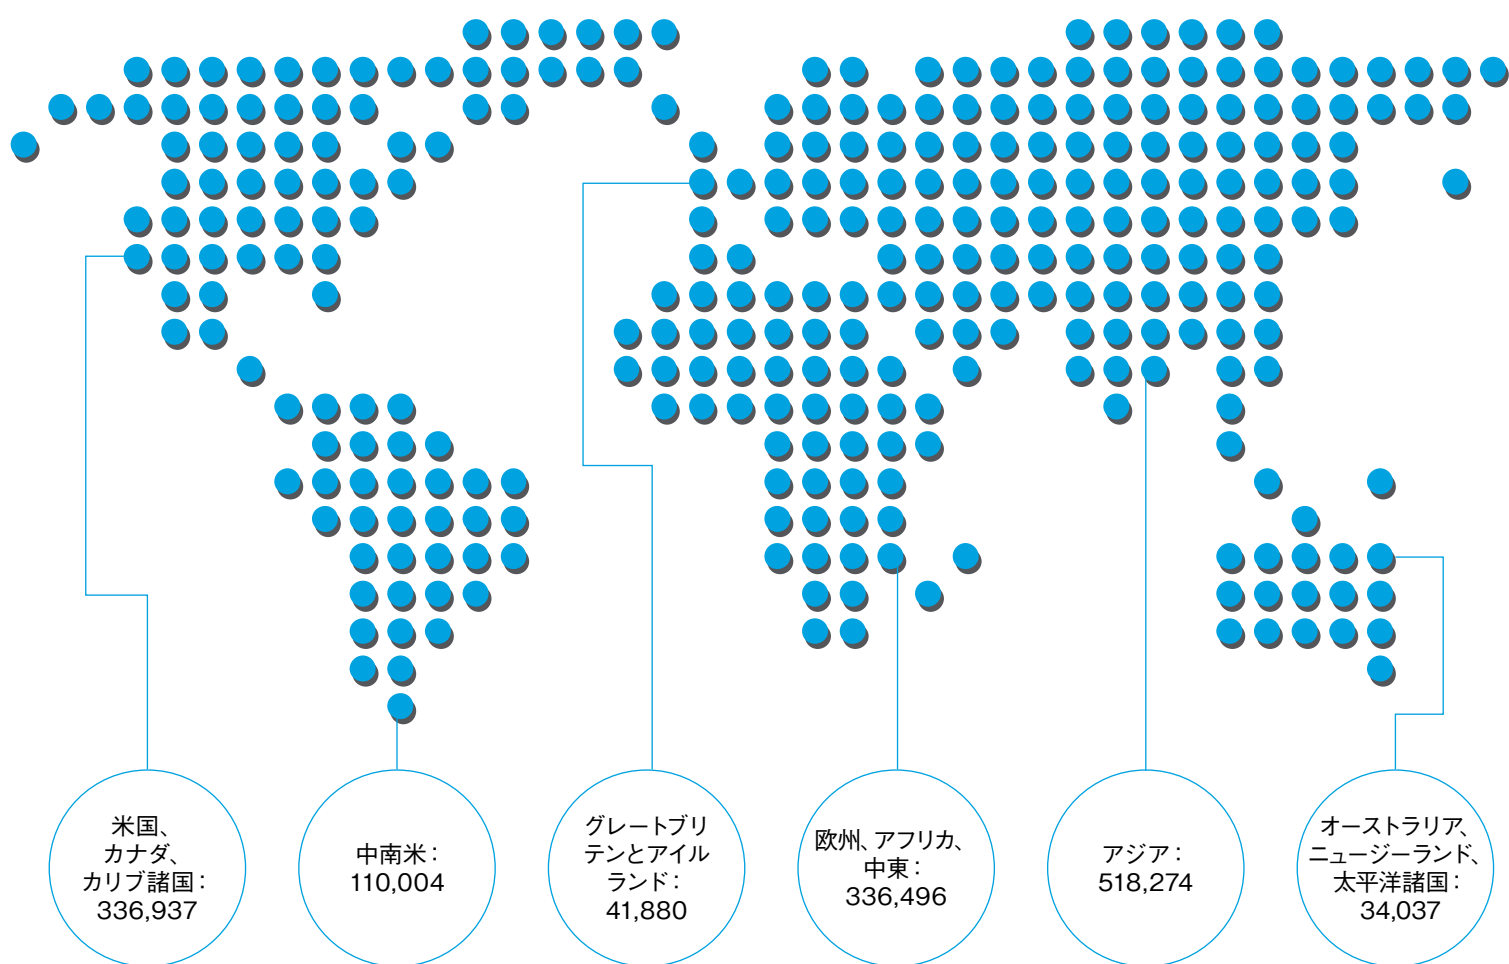 米国、
カナダ、
カリブ諸国：
336,937
中南米：
110,004
グレートブリ
テンとアイル
ランド：
41,880
欧州、アフリカ、
中東：
336,496
アジア：
518,274
オーストラリア、
ニュージーランド、
太平洋諸国：
34,037